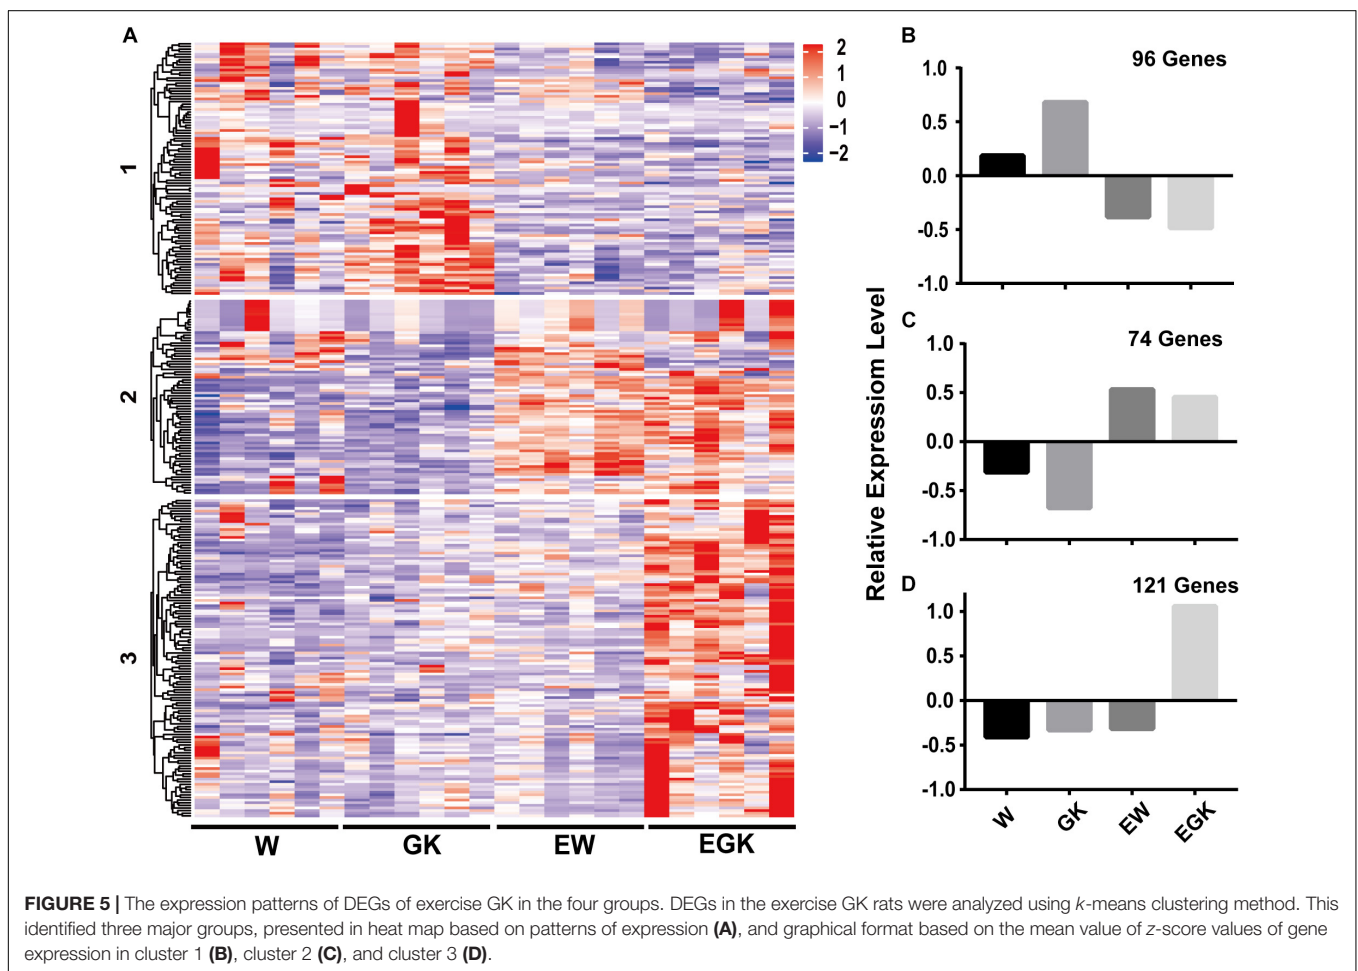 A
2
1
0
−1
−2
1
2
3
W
GK
EW
EGK
Relative Expressiom Level
B
96 Genes
1.0
0.5
0.0
-0.5
-1.0
C
74 Genes
1.0
0.5
0.0
-0.5
-1.0
D
121 Genes
1.0
0.5
0.0
-0.5
-1.0
W
GK
EW
EGK
FIGURE 5 | The expression patterns of DEGs of exercise GK in the four groups. DEGs in the exercise GK rats were analyzed using k-means clustering method. This
identified three major groups, presented in heat map based on patterns of expression (A), and graphical format based on the mean value of z-score values of gene
expression in cluster 1 (B), cluster 2 (C), and cluster 3 (D).